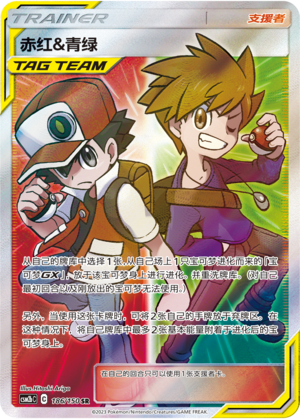 TRAINER
支援者
赤红&青绿
TAG TEAM
从自己的牌库中选择1张,从自己场上1只宝可梦进化而来的「宝
可梦GX」,放于该宝可梦身上进行进化。并重洗牌库。(对自己
最初回合以及刚放出的宝可梦无法使用。)
另外,当使用这张卡牌时,可将2张自己的手牌放于弃牌区。在
这种情况下,将自己牌库中最多2张基本能量附着于进化后的宝
可梦身上。
Illus.Hitoshi Ariga
在自己的回合只可以使用1张支援者卡。
CSM2b C G 186/150 SR
©2023 Pokémon/Nintendo/Creatures/GAME FREAK